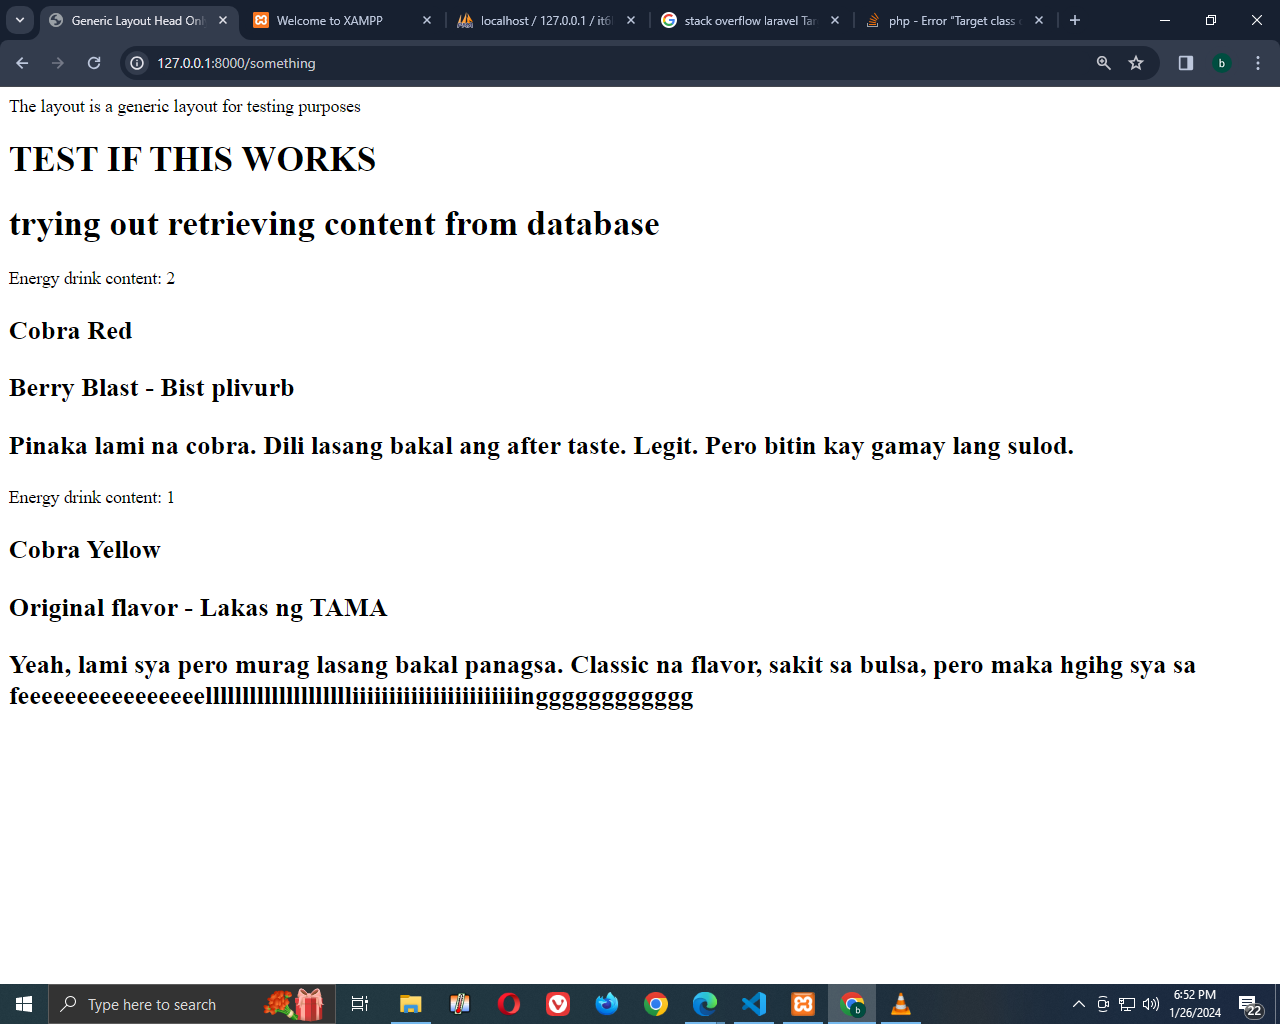 Generic Layout Head Onl
Welcome to XAMPP
localhost / 127.0.0.1 / it6
stack overflow laravel Tar
php - Error "Target class
127.0.0.1:8000/something
b
The layout is a generic layout for testing purposes
TEST IF THIS WORKS
trying out retrieving content from database
Energy drink content: 2
Cobra Red
Berry Blast - Bist plivurb
Pinaka lami na cobra. Dili lasang bakal ang after taste. Legit. Pero bitin kay gamay lang sulod.
Energy drink content: 1
Cobra Yellow
Original flavor - Lakas ng TAMA
Yeah, lami sya pero murag lasang bakal panagsa. Classic na flavor, sakit sa bulsa, pero maka hgihg sya sa
feeeeeeeeeeeeeeeelllllllllllllllllllliiiiiiiiiiiiiiiiiiiiiiinggggggggggggg
Type here to search
b
6:52 PM
1/26/2024
22